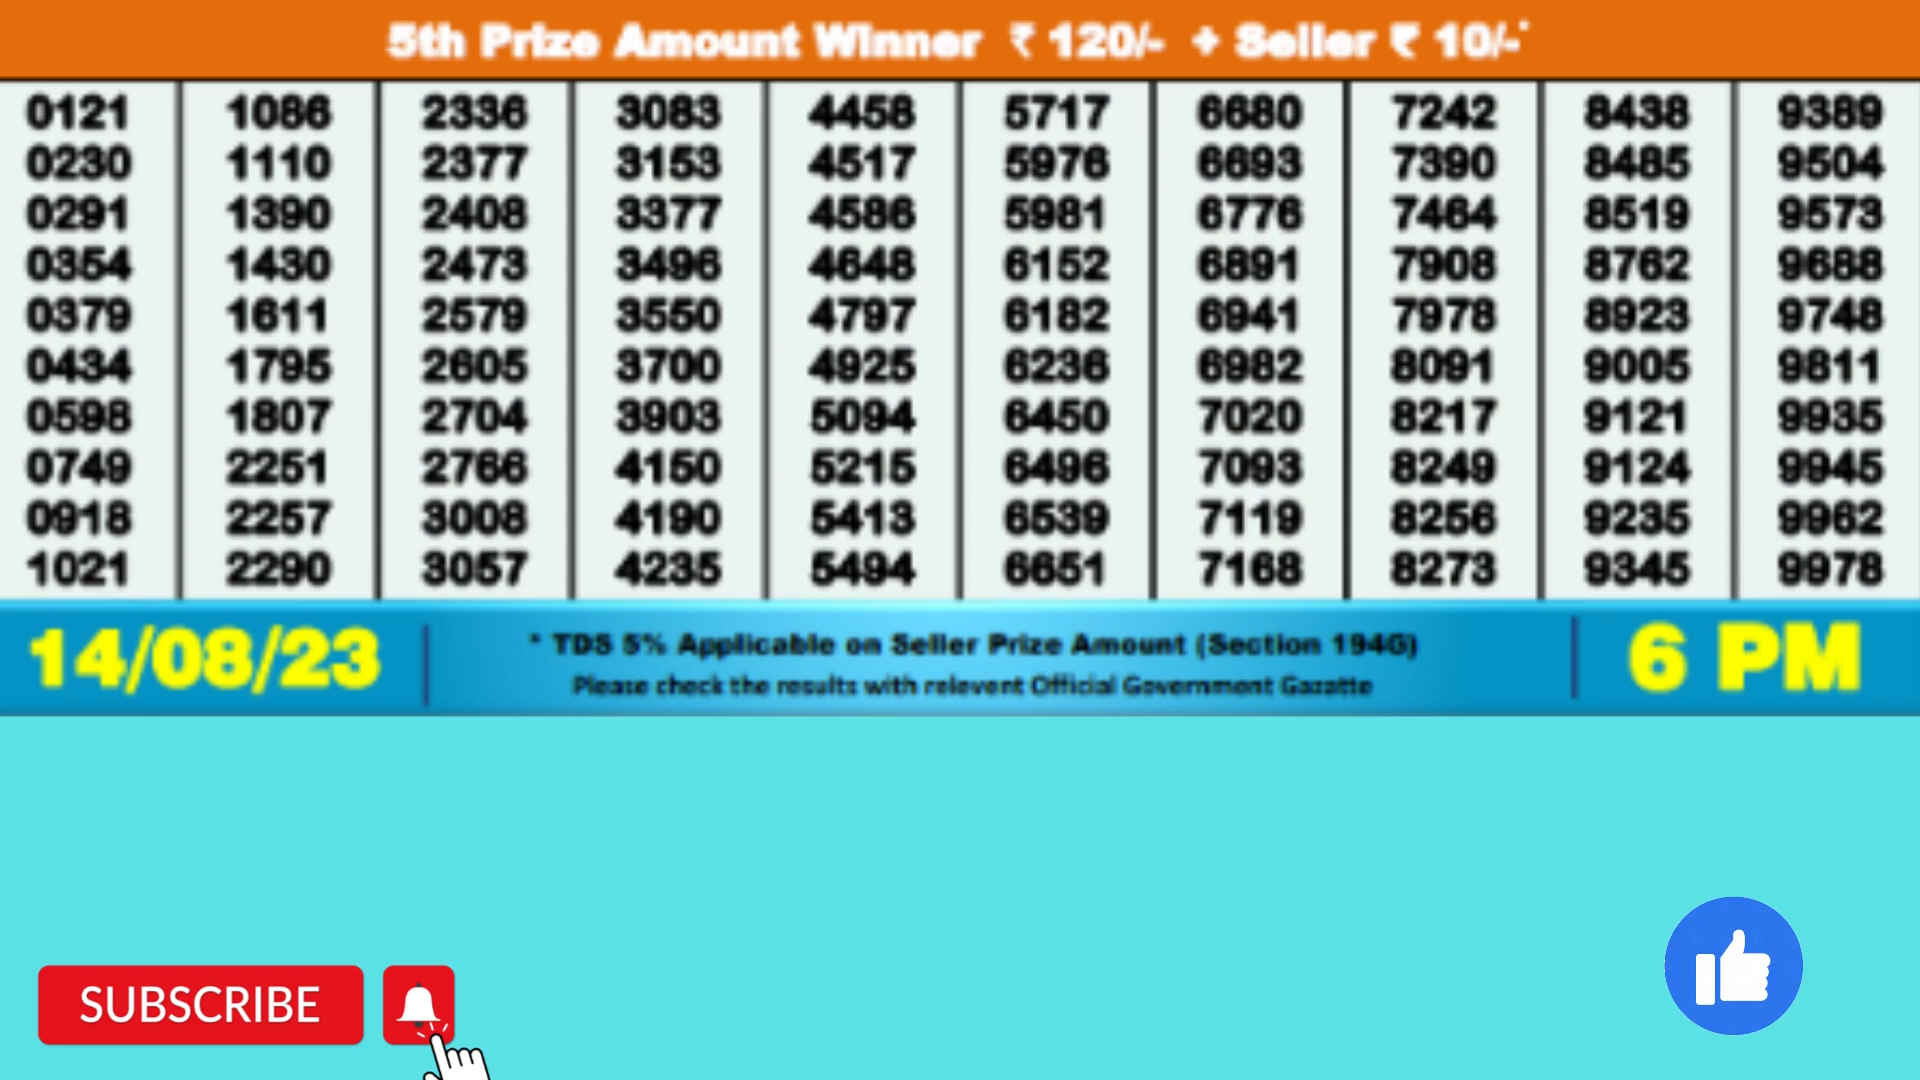 5th Prize Amount Winner ₹ 120/- + Seller ₹ 10/-*
0121 1086 2336 3083 4458 5717 6680 7242 8438 9389
0230 1110 2377 3153 4517 5976 6693 7390 8485 9504
0291 1390 2408 3377 4586 5981 6776 7464 8519 9573
0354 1430 2473 3496 4648 6152 6891 7908 8762 9688
0379 1611 2579 3550 4797 6182 6941 7978 8923 9748
0434 1795 2605 3700 4925 6236 6982 8091 9005 9811
0598 1807 2704 3903 5094 6450 7020 8217 9121 9935
0749 2251 2766 4150 5215 6496 7093 8249 9124 9945
0918 2257 3008 4190 5413 6539 7119 8256 9235 9962
1021 2290 3057 4235 5494 6651 7168 8273 9345 9978
14/08/23
* TDS 5% Applicable on Seller Prize Amount (Section 194G)
Please check the results with relevent Official Government Gazatte
6 PM
SUBSCRIBE